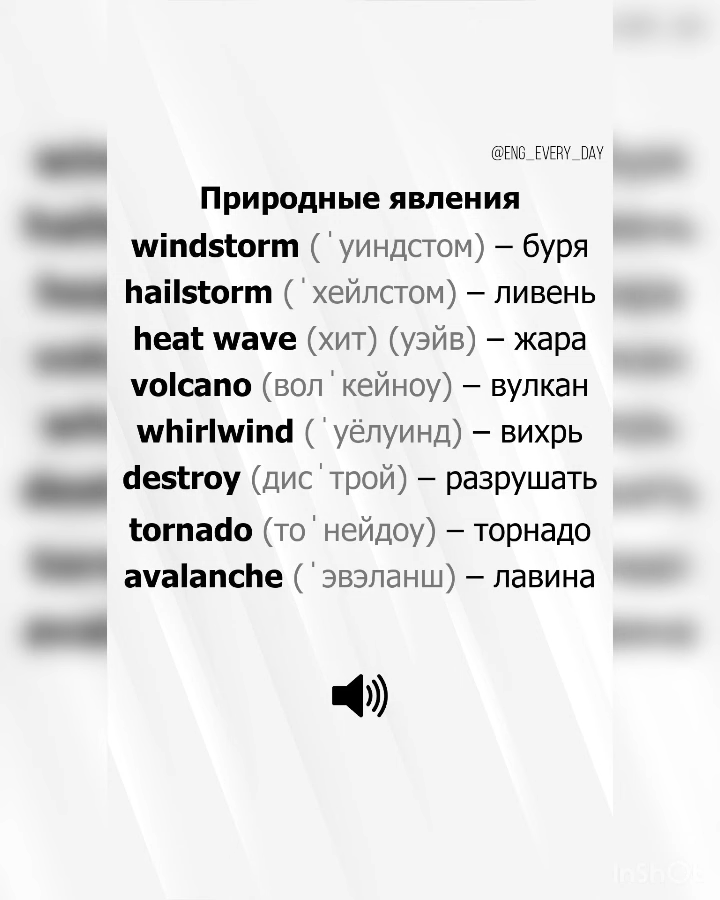 @ENG_EVERY_DAY
Природные явления
windstorm (ˈуиндстом) – буря
hailstorm (ˈхейлстом) – ливень
heat wave (хит) (уэйв) – жара
volcano (волˈкейноу) – вулкан
whirlwind (ˈуёлуинд) – вихрь
destroy (дисˈтрой) – разрушать
tornado (тоˈнейдоу) – торнадо
avalanche (ˈэвэланш) – лавина
InShOt